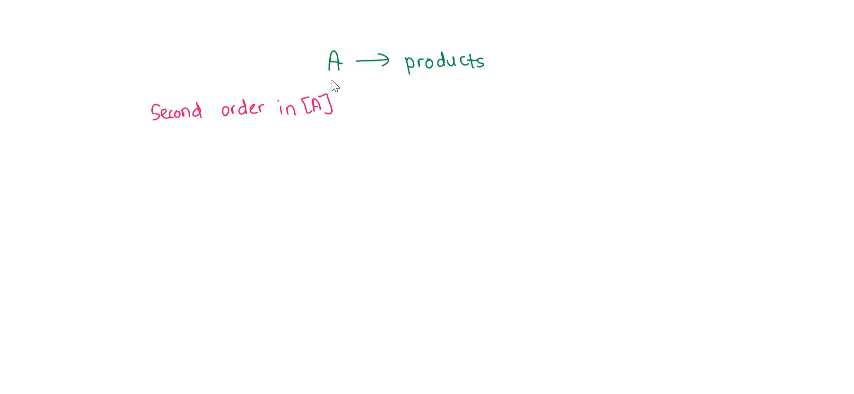 A → products
Second order in [A]